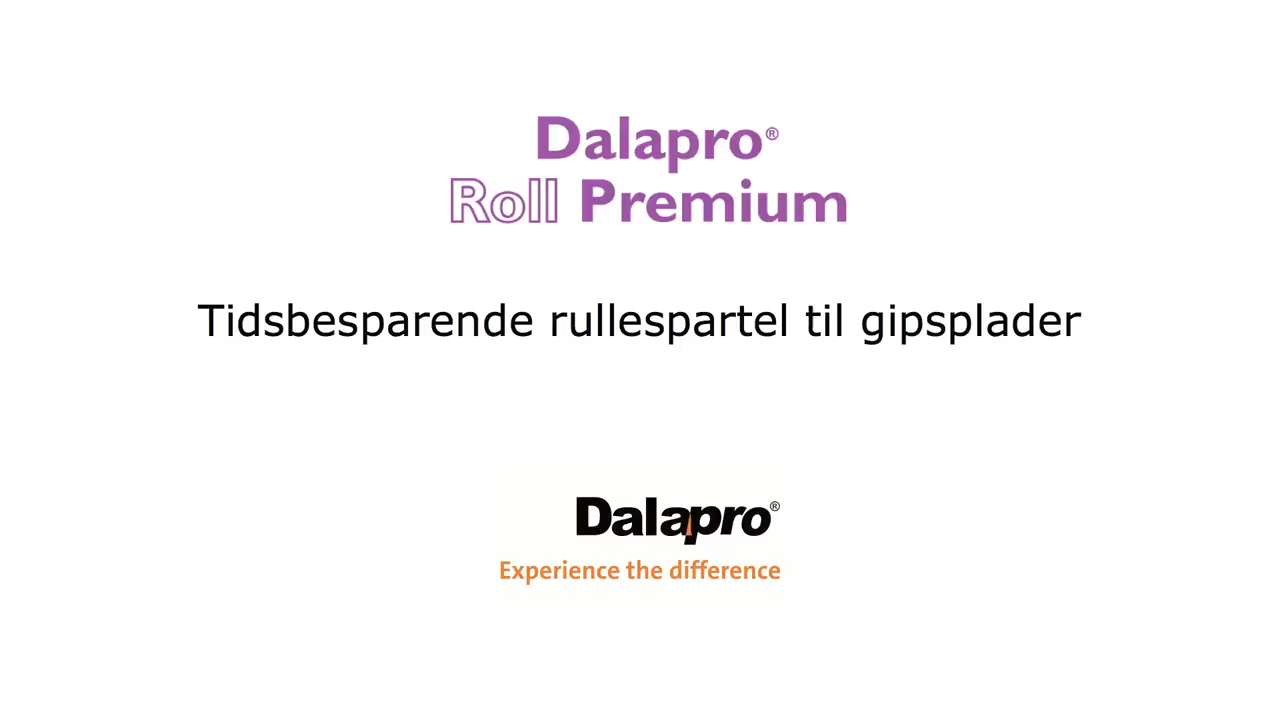 Dalapro®
Roll Premium
Tidsbesparende rullespartel til gipsplader
Dalapro®
Experience the difference